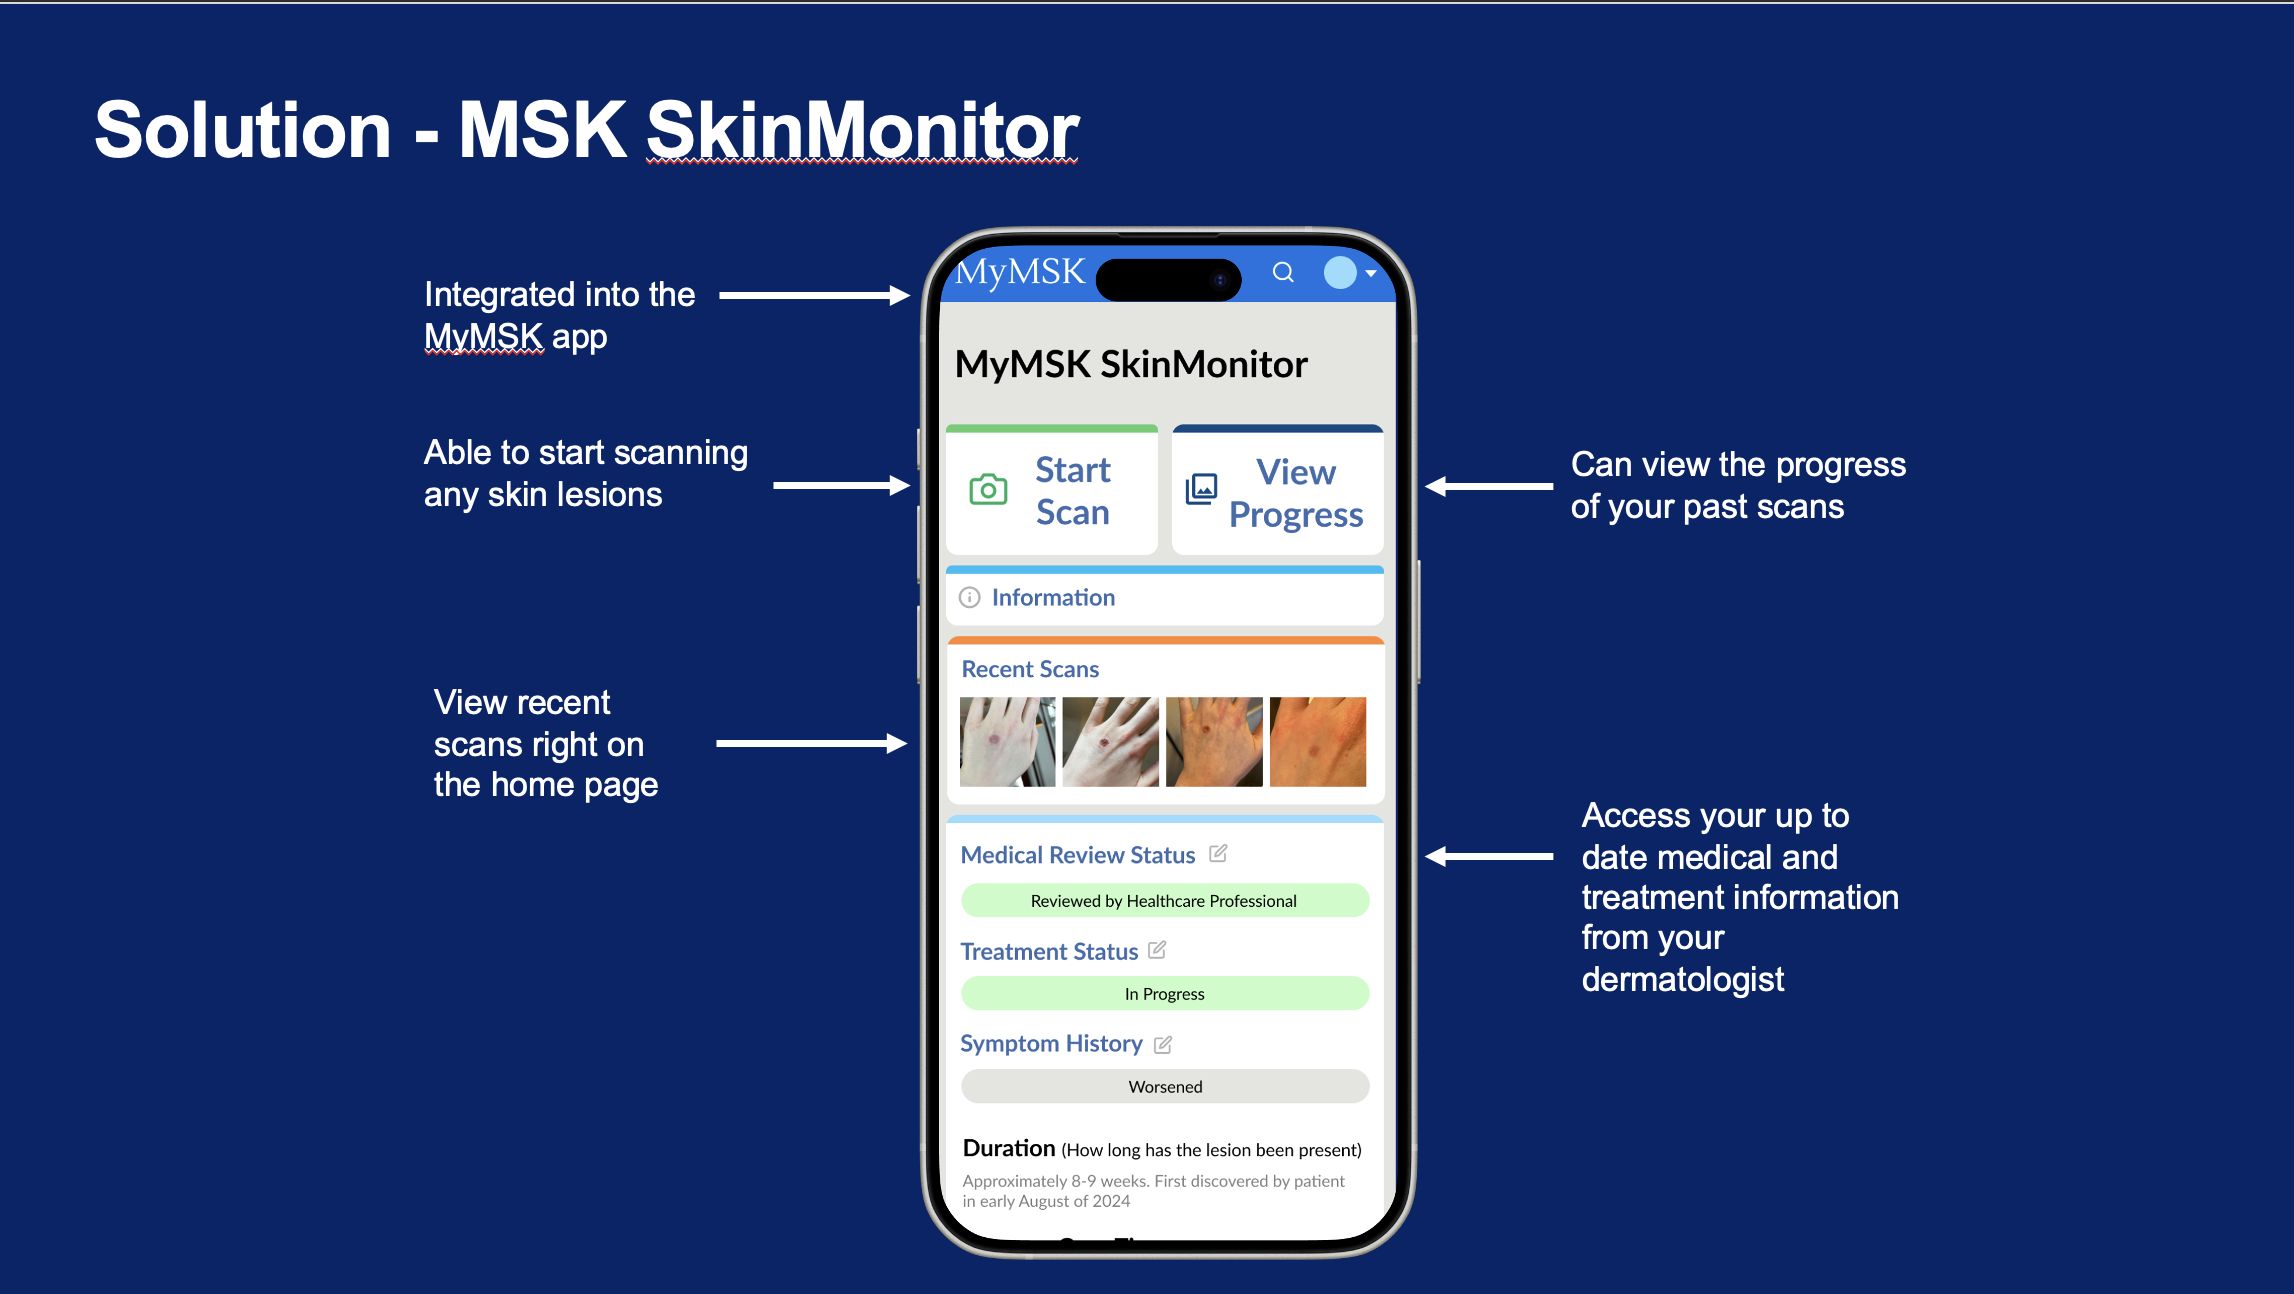 Solution - MSK SkinMonitor
Integrated into the
MyMSK app
Able to start scanning
any skin lesions
View recent
scans right on
the home page
MyMSK
MyMSK SkinMonitor
Start
Scan
View
Progress
Information
Recent Scans
Medical Review Status
Reviewed by Healthcare Professional
Treatment Status
In Progress
Symptom History
Worsened
Duration (How long has the lesion been present)
Approximately 8-9 weeks. First discovered by patient
in early August of 2024
Can view the progress
of your past scans
Access your up to
date medical and
treatment information
from your
dermatologist